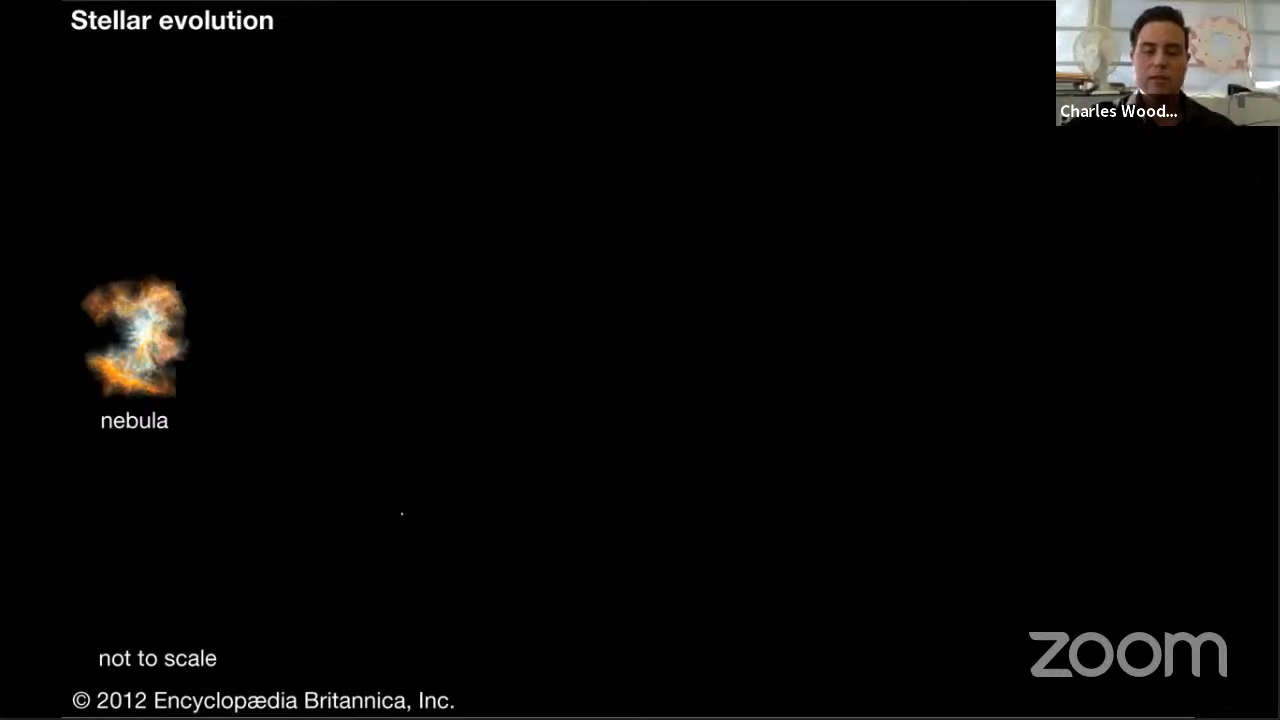 Stellar evolution
Charles Wood...
nebula
not to scale
zoom
© 2012 Encyclopædia Britannica, Inc.